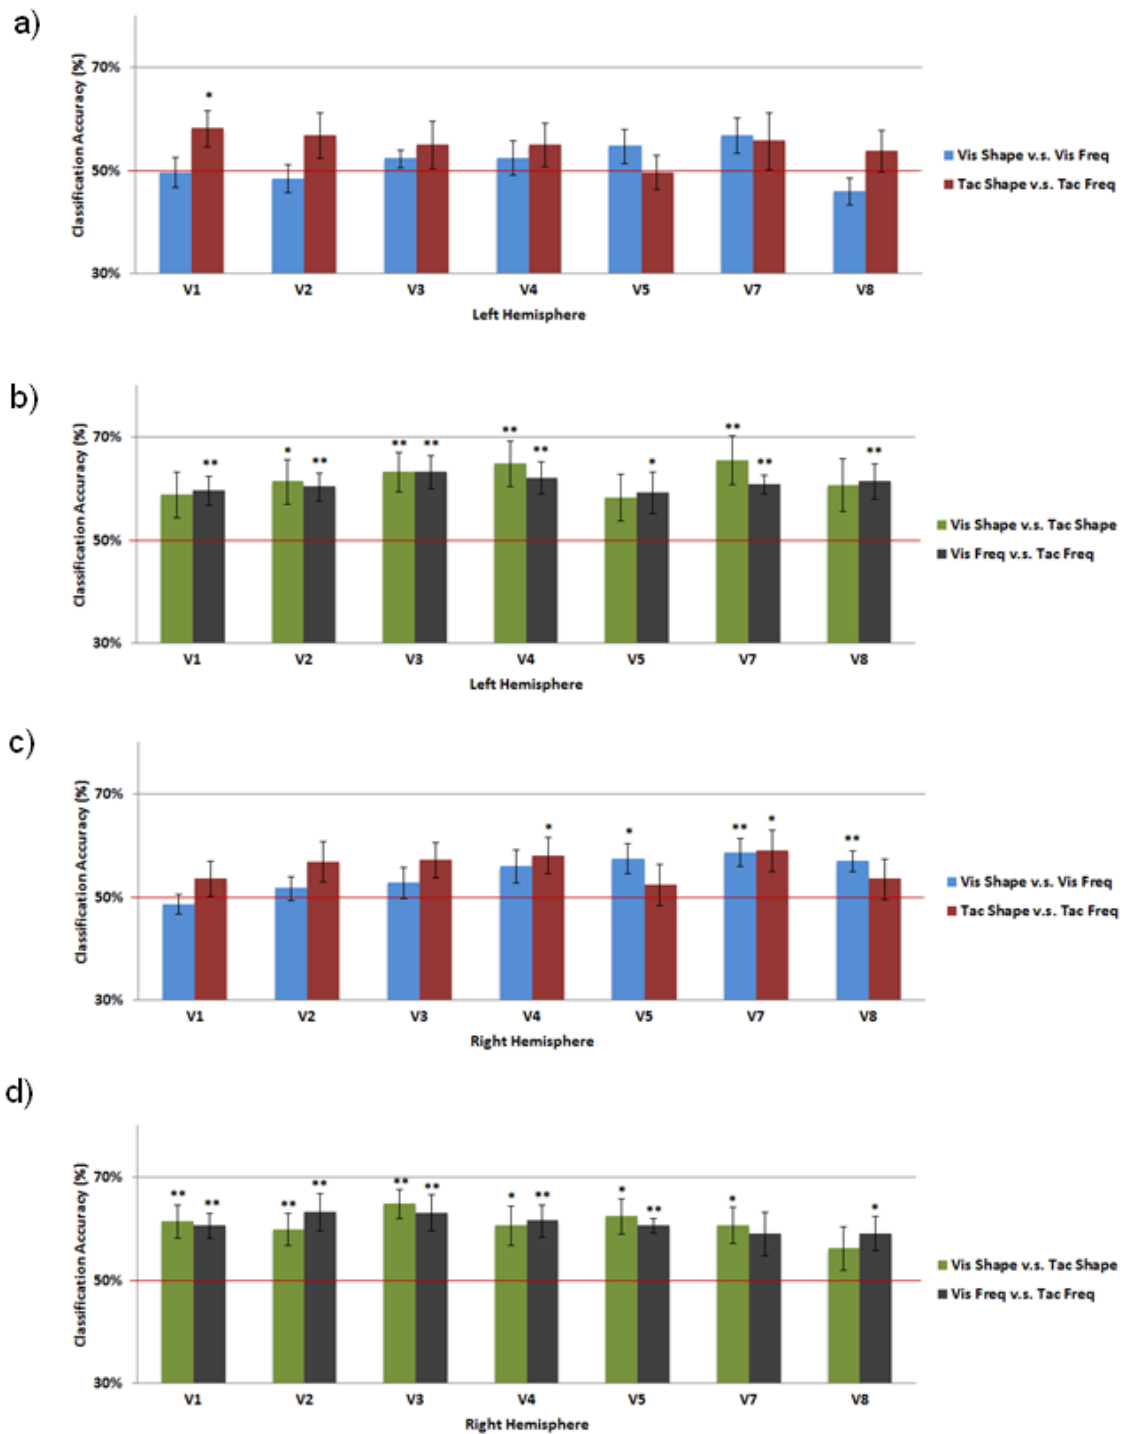 a)
Classification Accuracy (%)
70%
50%
30%
*
V1 V2 V3 V4 V5 V7 V8
Left Hemisphere
Vis Shape v.s. Vis Freq
Tac Shape v.s. Tac Freq
b)
Classification Accuracy (%)
70%
50%
30%
** * ** ** ** ** ** * ** ** **
V1 V2 V3 V4 V5 V7 V8
Left Hemisphere
Vis Shape v.s. Tac Shape
Vis Freq v.s. Tac Freq
c)
Classification Accuracy (%)
70%
50%
30%
* * ** * **
V1 V2 V3 V4 V5 V7 V8
Right Hemisphere
Vis Shape v.s. Vis Freq
Tac Shape v.s. Tac Freq
d)
Classification Accuracy (%)
70%
50%
30%
** ** ** ** ** ** * ** * ** * *
V1 V2 V3 V4 V5 V7 V8
Right Hemisphere
Vis Shape v.s. Tac Shape
Vis Freq v.s. Tac Freq